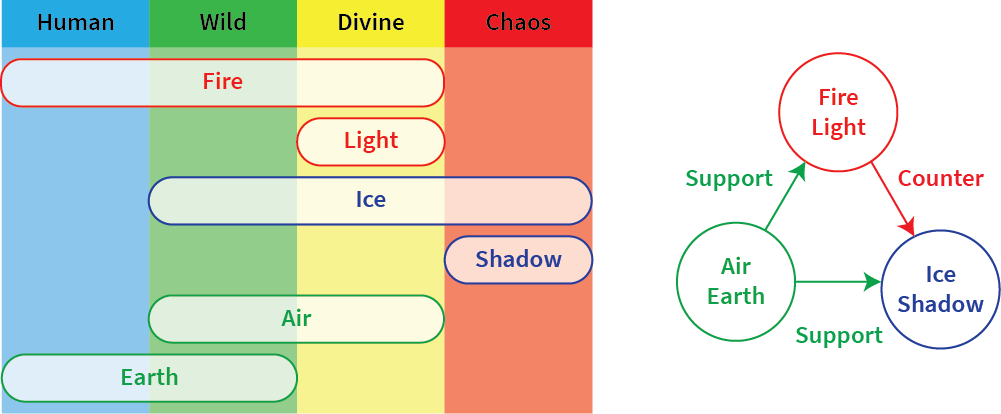 Human Wild Divine Chaos
Fire
Light
Ice
Shadow
Air
Earth
Fire
Light
Support
Counter
Air
Earth
Ice
Shadow
Support